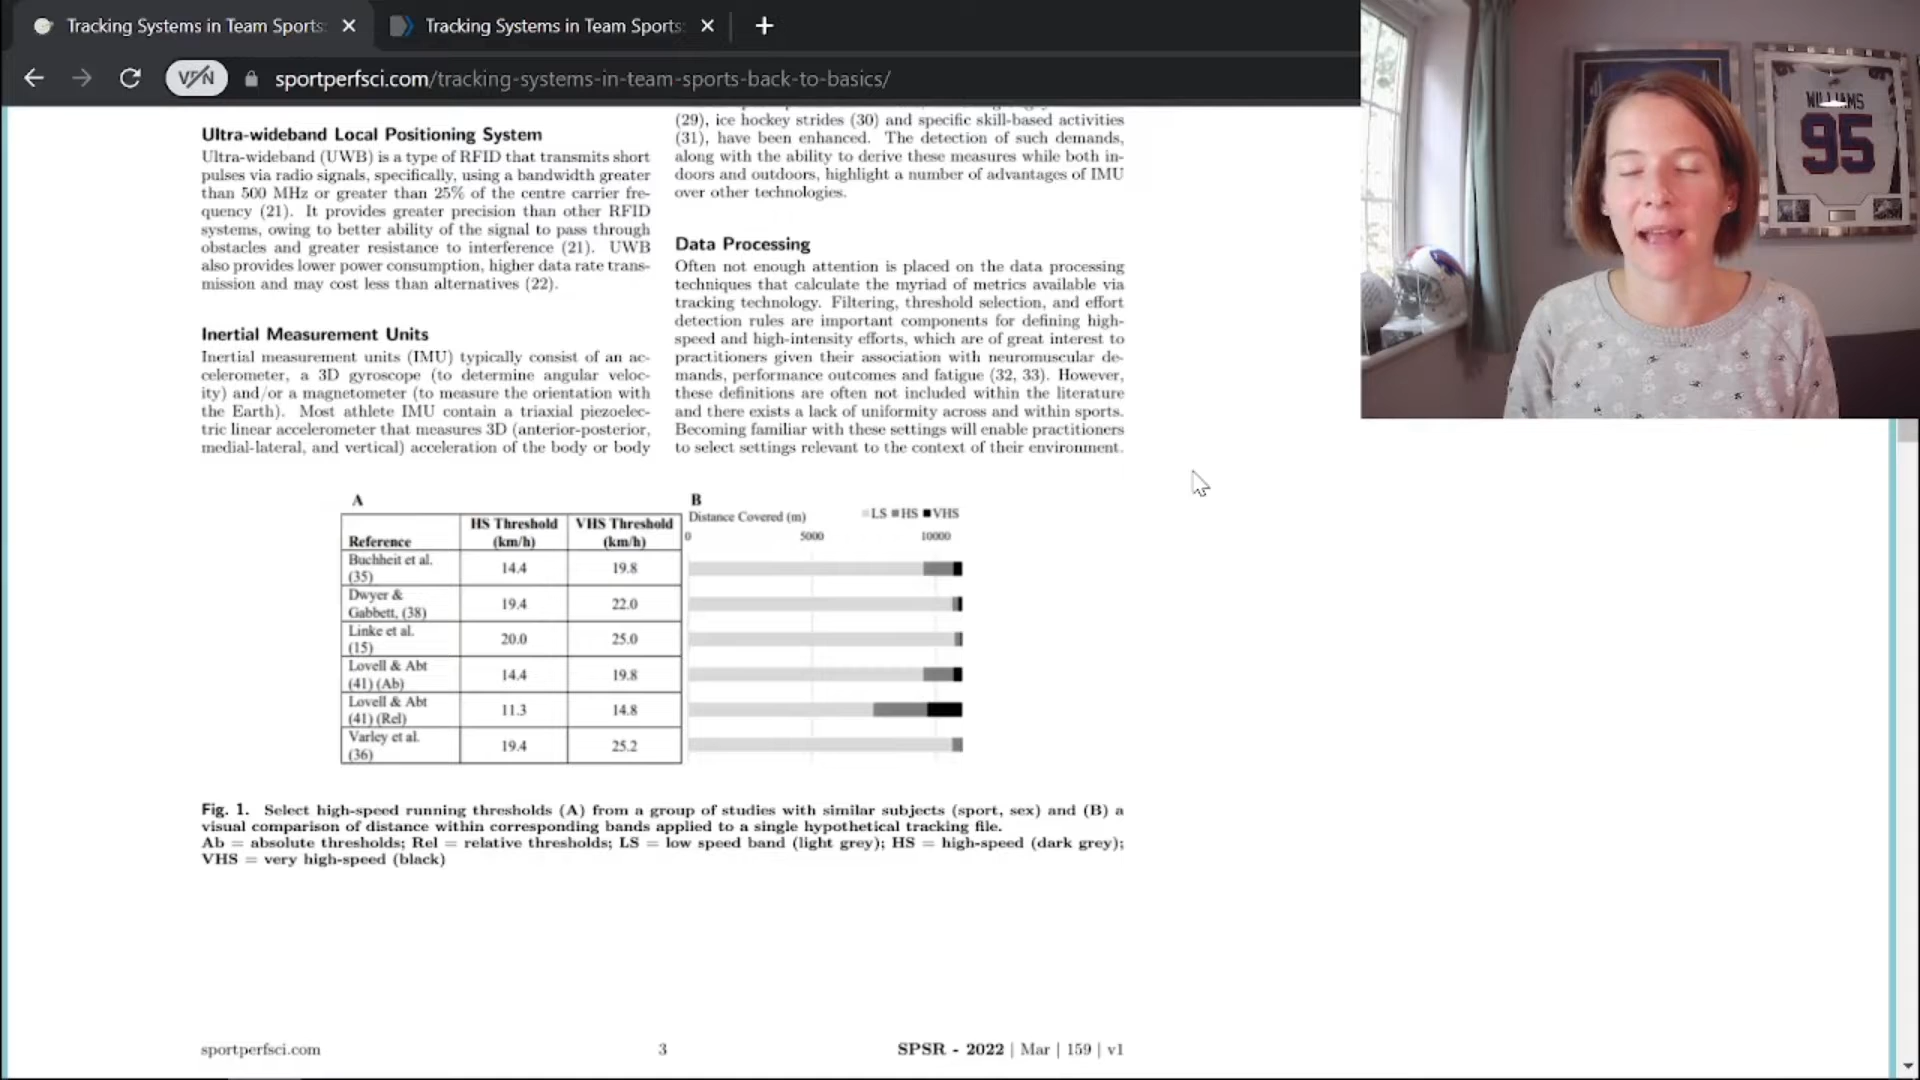 Tracking Systems in Team Sports:
Tracking Systems in Team Sports:
VPN
sportperfsci.com/tracking-systems-in-team-sports-back-to-basics/
Ultra-wideband Local Positioning System
Ultra-wideband (UWB) is a type of RFID that transmits short
pulses via radio signals, specifically, using a bandwidth greater
than 500 MHz or greater than 25% of the centre carrier fre-
quency (21). It provides greater precision than other RFID
systems, owing to better ability of the signal to pass through
obstacles and greater resistance to interference (21). UWB
also provides lower power consumption, higher data rate trans-
mission and may cost less than alternatives (22).
Inertial Measurement Units
Inertial measurement units (IMU) typically consist of an ac-
celerometer, a 3D gyroscope (to determine angular veloc-
ity) and/or a magnetometer (to measure the orientation with
the Earth). Most athlete IMU contain a triaxial piezoelec-
tric linear accelerometer that measures 3D (anterior-posterior,
medial-lateral, and vertical) acceleration of the body or body
(29), ice hockey strides (30) and specific skill-based activities
(31), have been enhanced. The detection of such demands,
along with the ability to derive these measures while both in-
doors and outdoors, highlight a number of advantages of IMU
over other technologies.
Data Processing
Often not enough attention is placed on the data processing
techniques that calculate the myriad of metrics available via
tracking technology. Filtering, threshold selection, and effort
detection rules are important components for defining high-
speed and high-intensity efforts, which are of great interest to
practitioners given their association with neuromuscular de-
mands, performance outcomes and fatigue (32, 33). However,
these definitions are often not included within the literature
and there exists a lack of uniformity across and within sports.
Becoming familiar with these settings will enable practitioners
to select settings relevant to the context of their environment.
A
Reference HS Threshold (km/h) VHS Threshold (km/h)
Buchheit et al. (35) 14.4 19.8
Dwyer & Gabbett, (38) 19.4 22.0
Linke et al. (15) 20.0 25.0
Lovell & Abt (41) (Ab) 14.4 19.8
Lovell & Abt (41) (Rel) 11.3 14.8
Varley et al. (36) 19.4 25.2
B
Distance Covered (m) LS HS VHS
0 5000 10000
Fig. 1. Select high-speed running thresholds (A) from a group of studies with similar subjects (sport, sex) and (B) a
visual comparison of distance within corresponding bands applied to a single hypothetical tracking file.
Ab = absolute thresholds; Rel = relative thresholds; LS = low speed band (light grey); HS = high-speed (dark grey);
VHS = very high-speed (black)
sportperfsci.com 3 SPSR - 2022 | Mar | 159 | v1
WILLIAMS
95